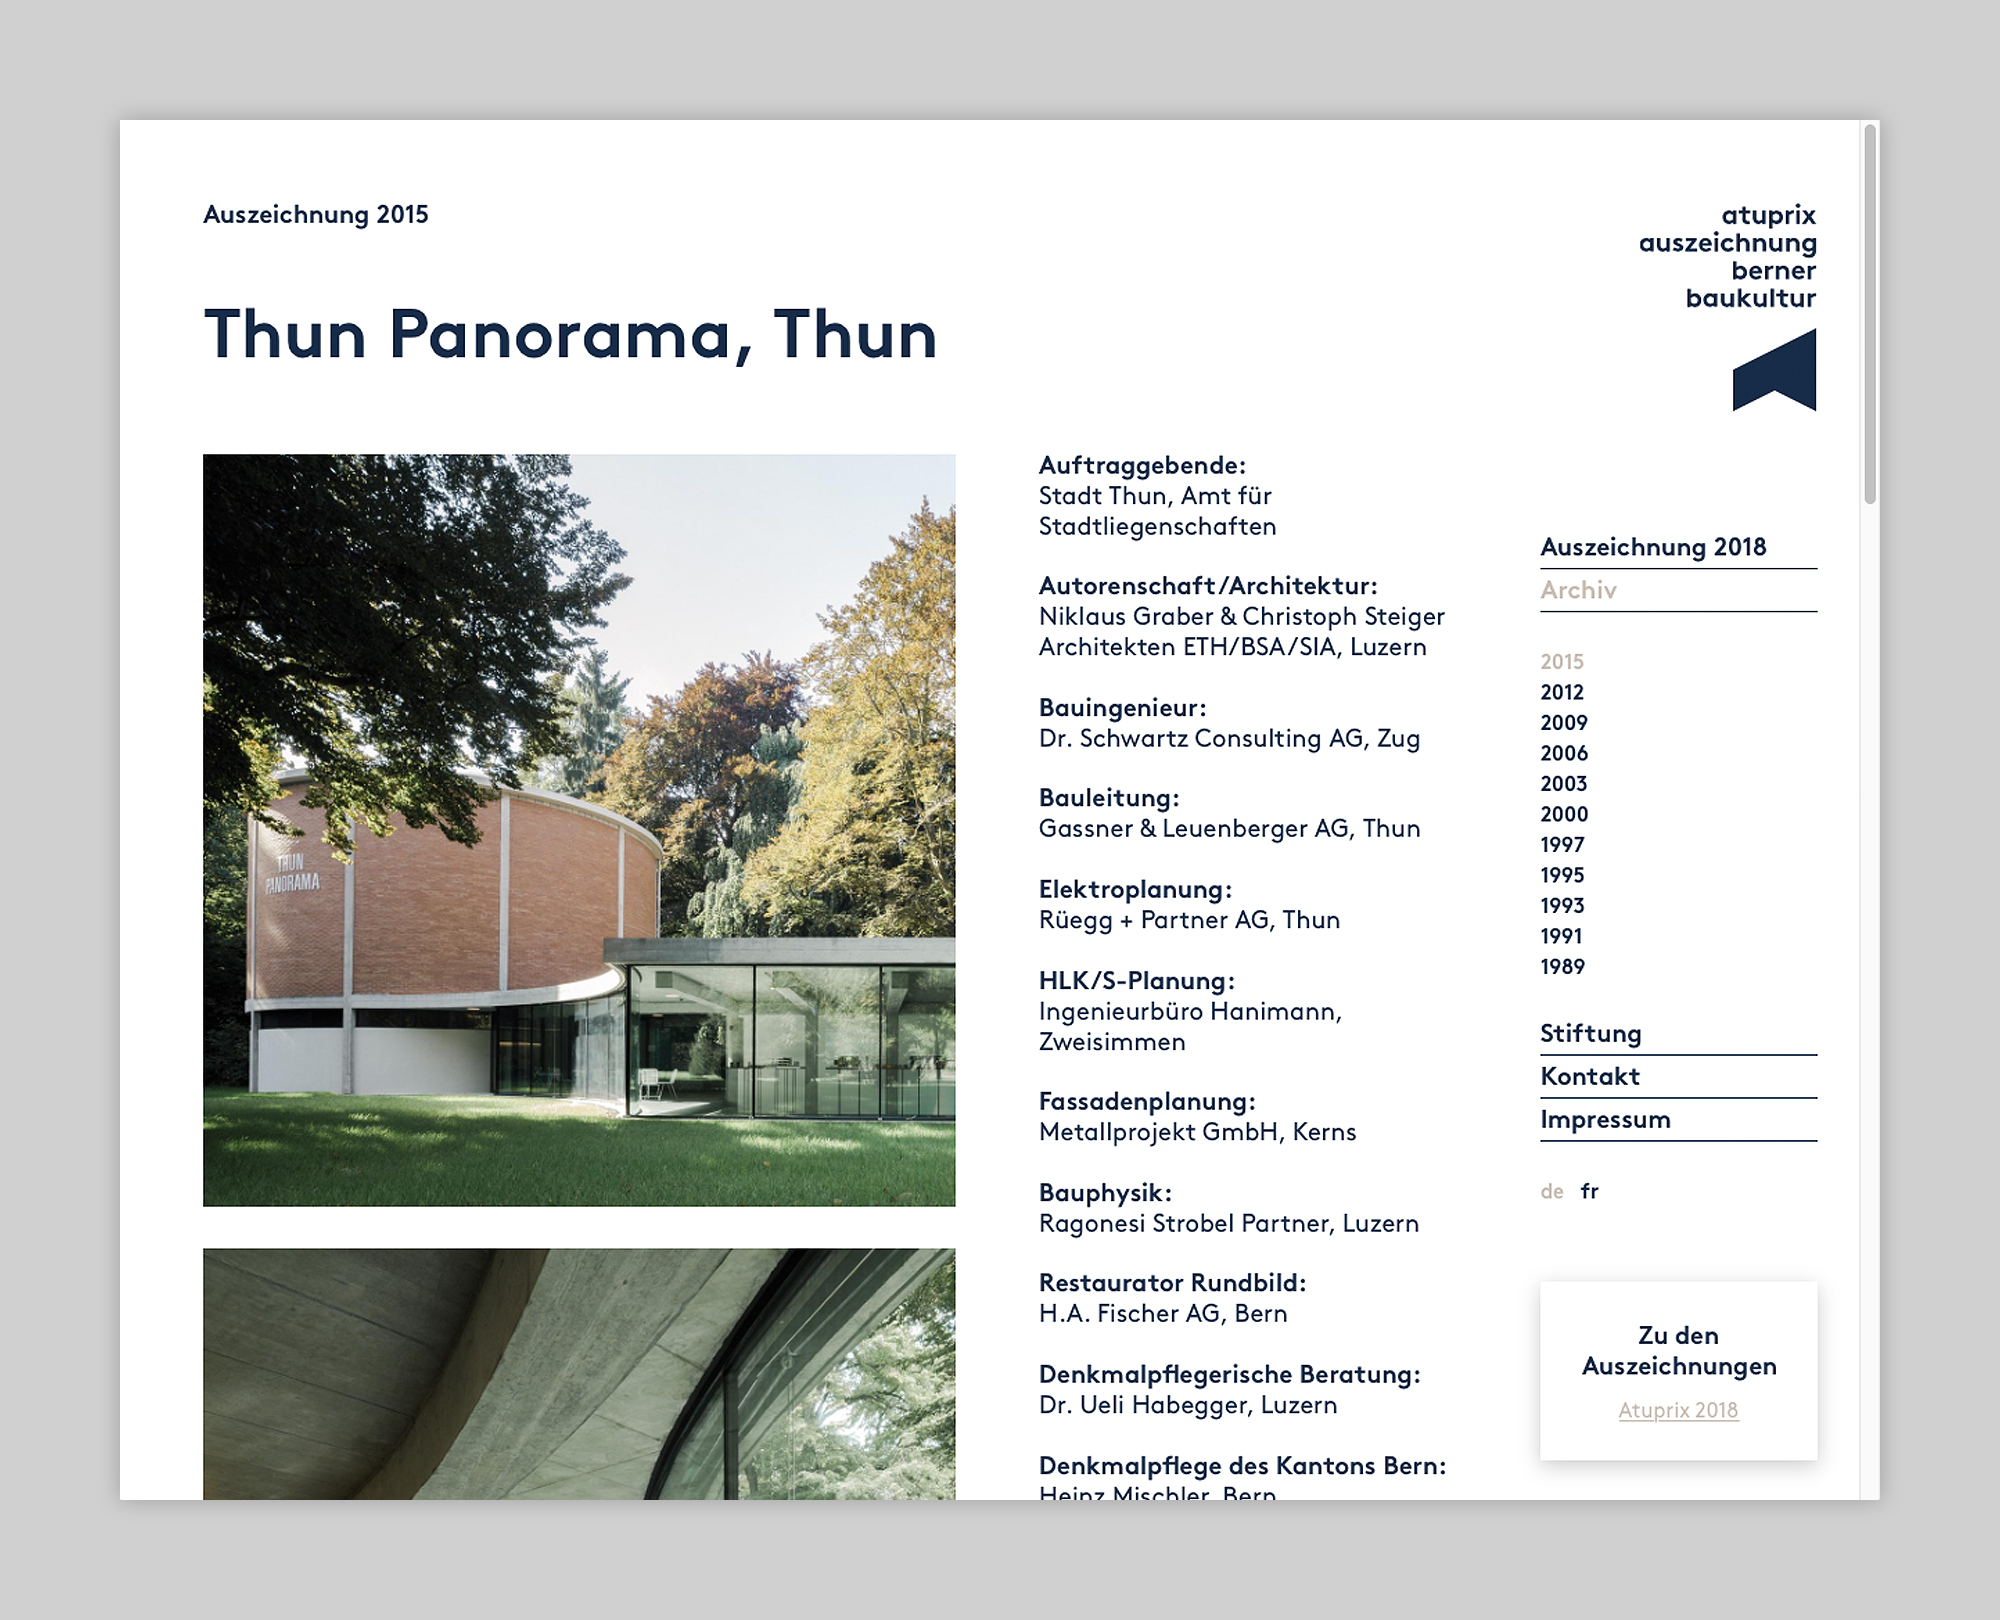 Auszeichnung 2015
Thun Panorama, Thun
atuprix
auszeichnung
berner
baukultur
THUN
PANORAMA
Auftraggebende:
Stadt Thun, Amt für
Stadtliegenschaften
Autorenschaft/Architektur:
Niklaus Graber & Christoph Steiger
Architekten ETH/BSA/SIA, Luzern
Bauingenieur:
Dr. Schwartz Consulting AG, Zug
Bauleitung:
Gassner & Leuenberger AG, Thun
Elektroplanung:
Rüegg + Partner AG, Thun
HLK/S-Planung:
Ingenieurbüro Hanimann,
Zweisimmen
Fassadenplanung:
Metallprojekt GmbH, Kerns
Bauphysik:
Ragonesi Strobel Partner, Luzern
Restaurator Rundbild:
H.A. Fischer AG, Bern
Denkmalpflegerische Beratung:
Dr. Ueli Habegger, Luzern
Denkmalpflege des Kantons Bern:
Heinz Mischler, Bern
Auszeichnung 2018
Archiv
2015
2012
2009
2006
2003
2000
1997
1995
1993
1991
1989
Stiftung
Kontakt
Impressum
de fr
Zu den
Auszeichnungen
Atuprix 2018